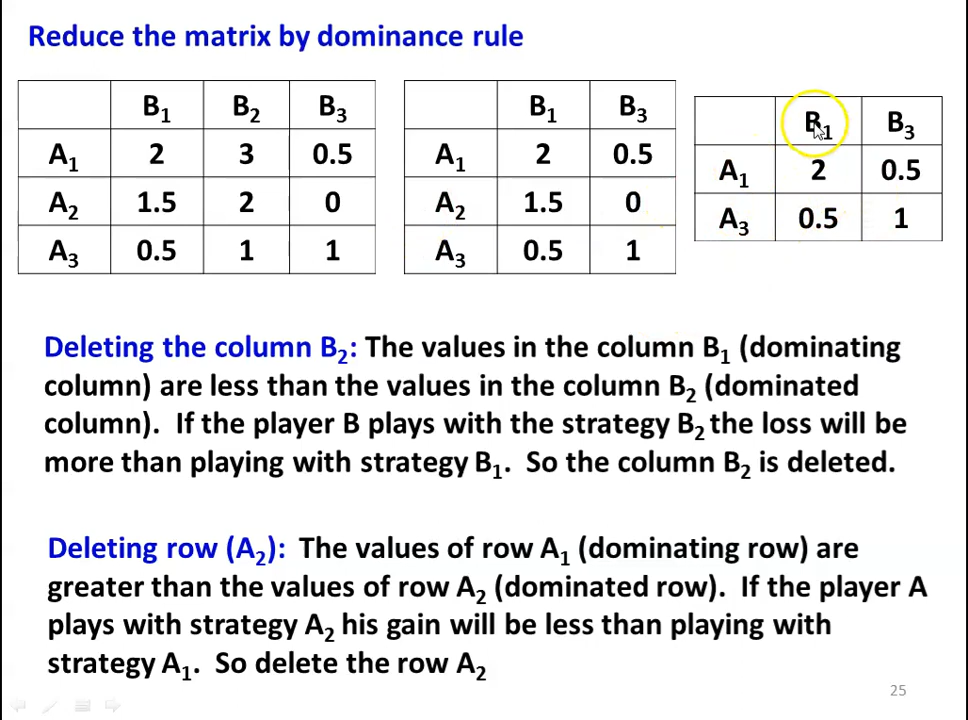 Reduce the matrix by dominance rule
B1 B2 B3
A1 2 3 0.5
A2 1.5 2 0
A3 0.5 1 1
B1 B3
A1 2 0.5
A2 1.5 0
A3 0.5 1
B1 B3
A1 2 0.5
A3 0.5 1
Deleting the column B2: The values in the column B1 (dominating
column) are less than the values in the column B2 (dominated
column). If the player B plays with the strategy B2 the loss will be
more than playing with strategy B1. So the column B2 is deleted.
Deleting row (A2): The values of row A1 (dominating row) are
greater than the values of row A2 (dominated row). If the player A
plays with strategy A2 his gain will be less than playing with
strategy A1. So delete the row A2
25